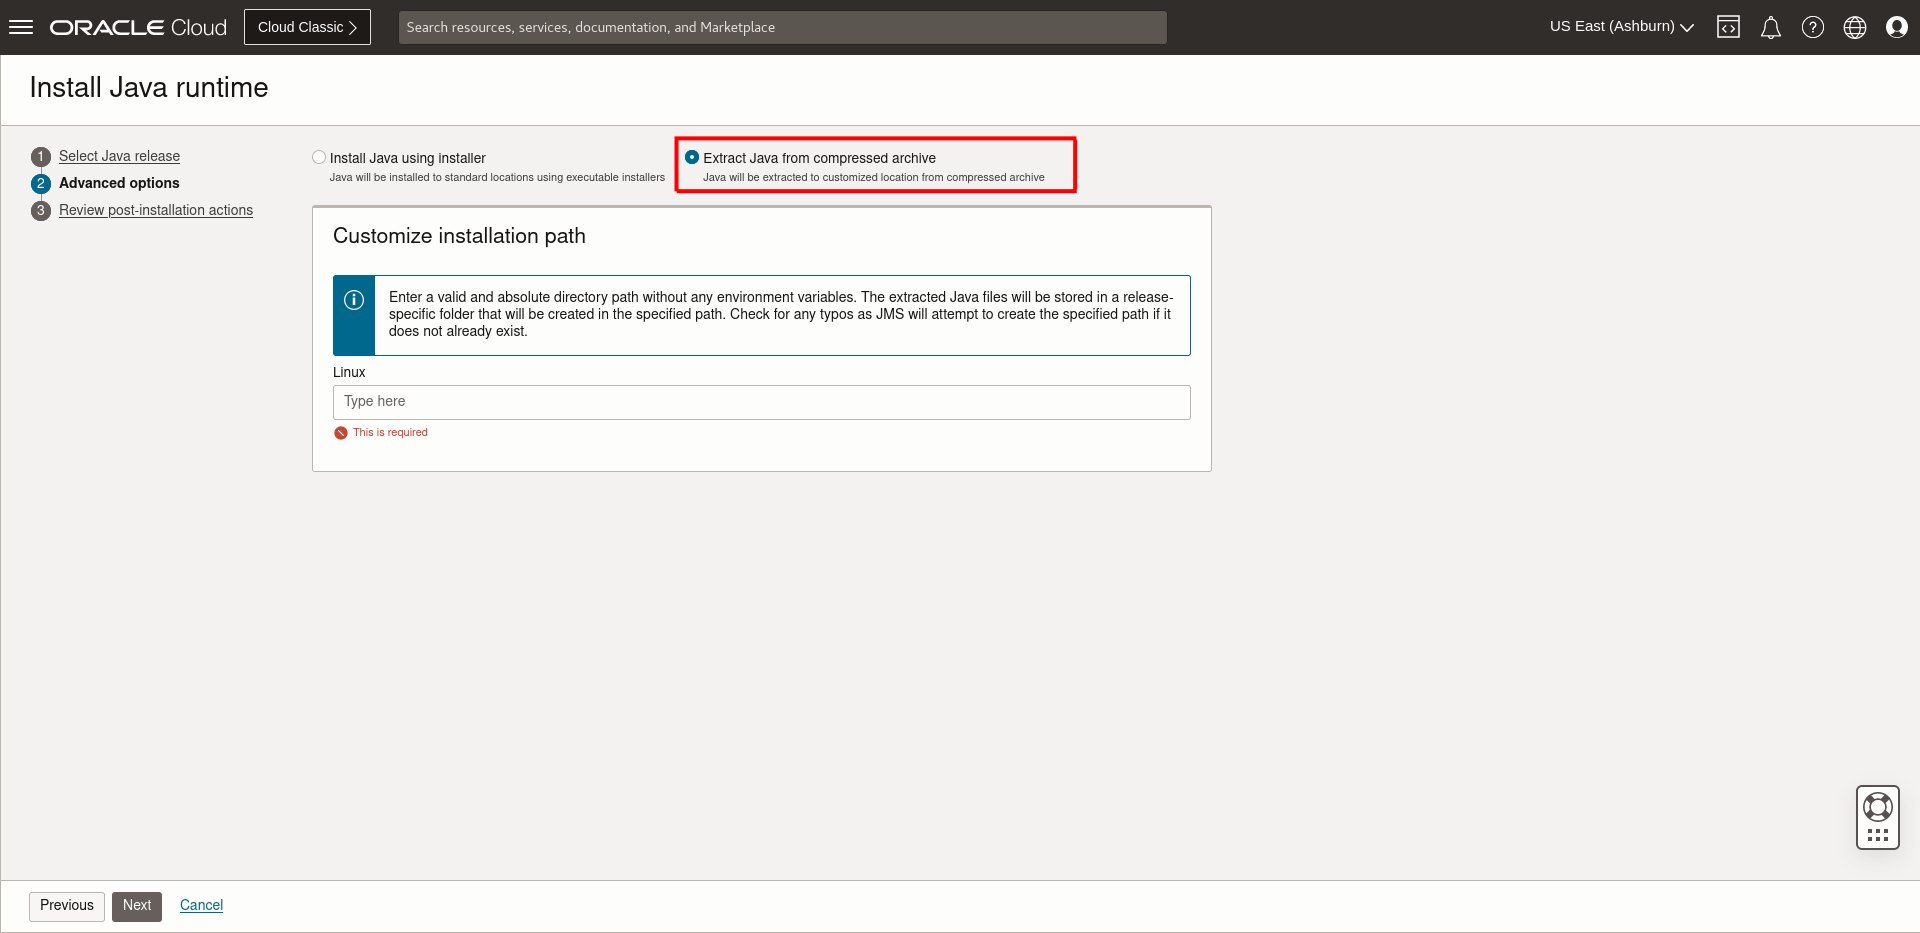 ORACLE Cloud
Cloud Classic
Search resources, services, documentation, and Marketplace
US East (Ashburn)
Install Java runtime
1 Select Java release
2 Advanced options
3 Review post-installation actions
Install Java using installer
Java will be installed to standard locations using executable installers
Extract Java from compressed archive
Java will be extracted to customized location from compressed archive
Customize installation path
Enter a valid and absolute directory path without any environment variables. The extracted Java files will be stored in a release-
specific folder that will be created in the specified path. Check for any typos as JMS will attempt to create the specified path if it
does not already exist.
Linux
Type here
This is required
Previous
Next
Cancel